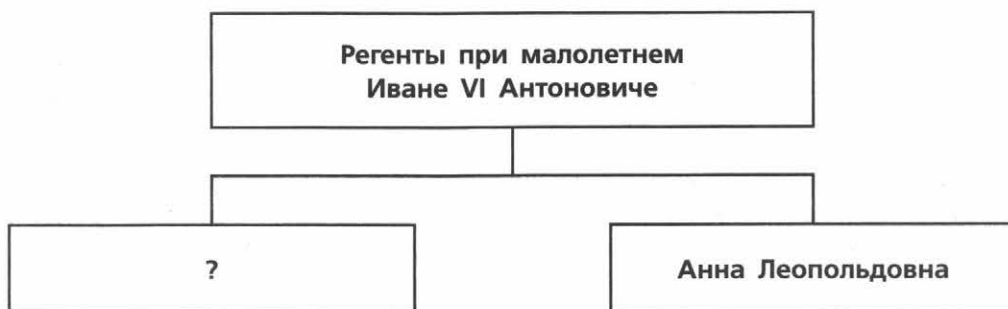 Регенты при малолетнем
Иване VI Антоновиче
?
Анна Леопольдовна